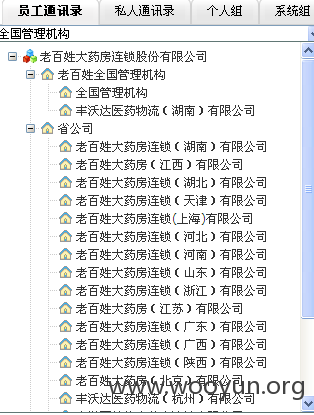 员工通讯录 私人通讯录 个人组 系统组
全国管理机构
老百姓大药房连锁股份有限公司
老百姓全国管理机构
全国管理机构
丰沃达医药物流（湖南）有限公司
省公司
老百姓大药房连锁（湖南）有限公司
老百姓大药房（江西）有限公司
老百姓大药房连锁（湖北）有限公司
老百姓大药房连锁（天津）有限公司
老百姓大药房连锁(上海)有限公司
老百姓大药房连锁（河北）有限公司
老百姓大药房连锁（河南）有限公司
老百姓大药房连锁（山东）有限公司
老百姓大药房连锁（浙江）有限公司
老百姓大药房（江苏）有限公司
老百姓大药房连锁（广东）有限公司
老百姓大药房连锁（广西）有限公司
老百姓大药房连锁（陕西）有限公司
老百姓大药房（北京）有限公司
丰沃达医药物流（杭州）有限公司
www.wooyun.org